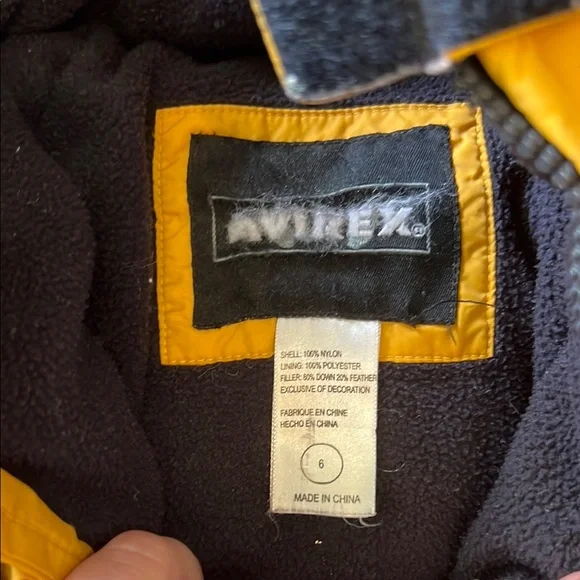 AVIREX®
SHELL: 100% NYLON
LINING: 100% POLYESTER
FILLER: 80% DOWN 20% FEATHER
EXCLUSIVE OF DECORATION
FABRIQUE EN CHINE
HECHO EN CHINA
6
MADE IN CHINA